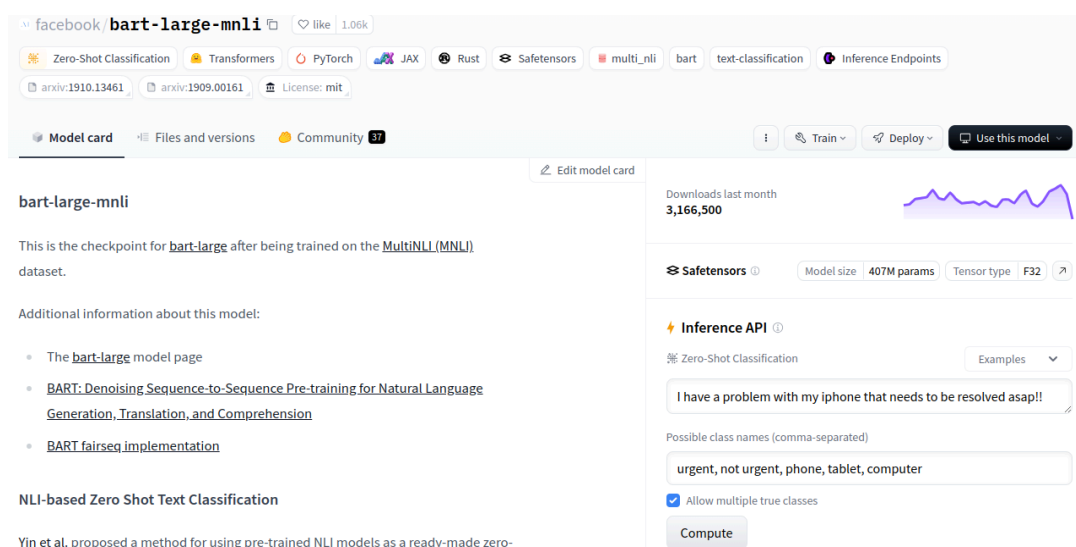 facebook/bart-large-mnli like 1.06k
Zero-Shot Classification Transformers PyTorch JAX Rust Safetensors multi_nli bart text-classification Inference Endpoints
arxiv:1910.13461 arxiv:1909.00161 License: mit
Model card Files and versions Community 37 Train Deploy Use this model
Edit model card
bart-large-mnli
This is the checkpoint for bart-large after being trained on the MultiNLI (MNLI)
dataset.
Additional information about this model:
The bart-large model page
BART: Denoising Sequence-to-Sequence Pre-training for Natural Language
Generation, Translation, and Comprehension
BART fairseq implementation
NLI-based Zero Shot Text Classification
Yin et al. proposed a method for using pre-trained NLI models as a ready-made zero-
Downloads last month
3,166,500
Safetensors Model size 407M params Tensor type F32
Inference API
Zero-Shot Classification Examples
I have a problem with my iphone that needs to be resolved asap!!
Possible class names (comma-separated)
urgent, not urgent, phone, tablet, computer
Allow multiple true classes
Compute